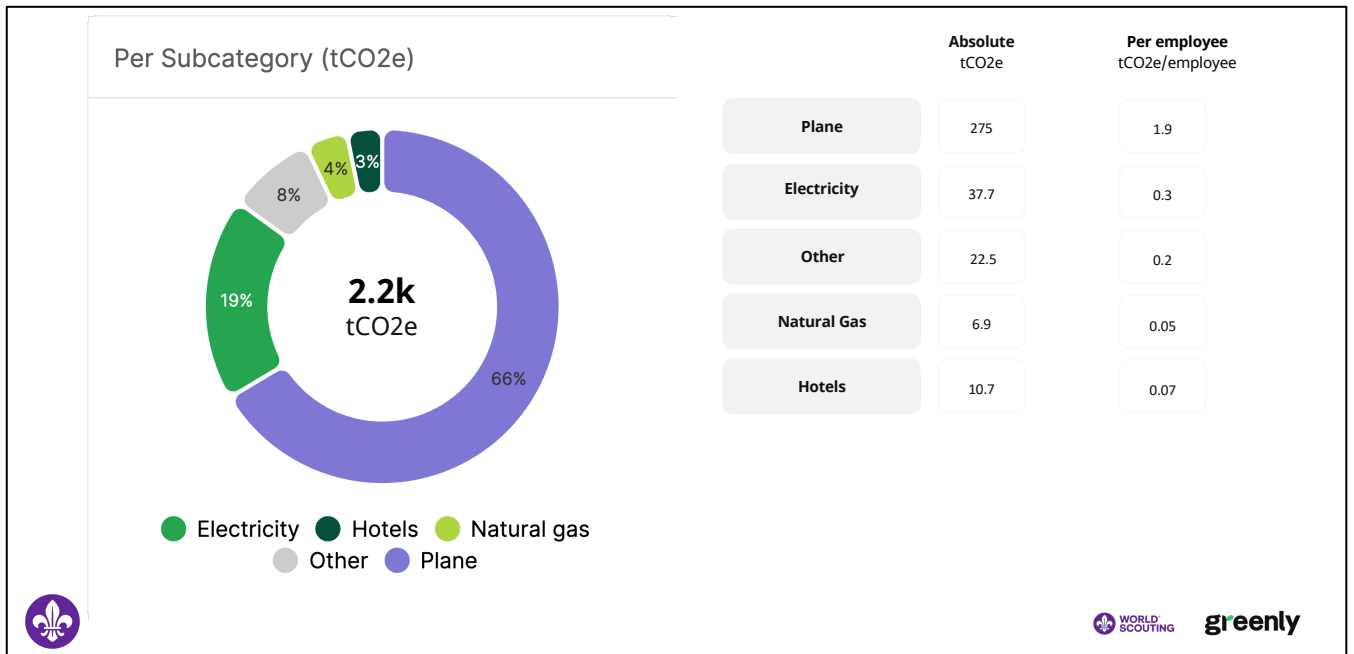 Per Subcategory (tCO2e)
3%
4%
8%
19%
66%
2.2k
tCO2e
Electricity Hotels Natural gas
Other Plane
Absolute Per employee
tCO2e tCO2e/employee
Plane 275 1.9
Electricity 37.7 0.3
Other 22.5 0.2
Natural Gas 6.9 0.05
Hotels 10.7 0.07
WORLD
SCOUTING
greenly